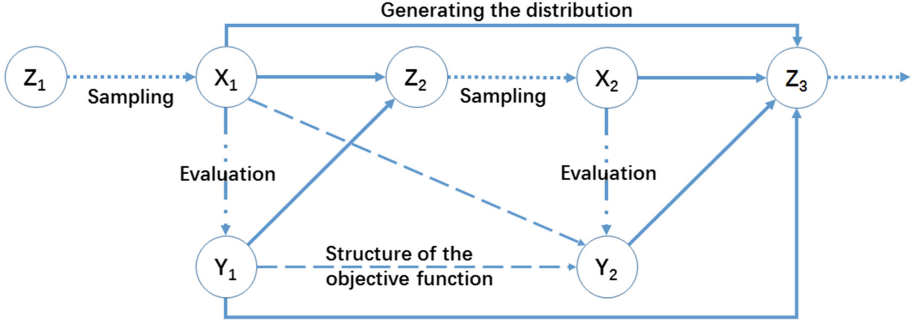 Generating the distribution
Z1
X1
Z2
X2
Z3
Sampling
Sampling
Evaluation
Evaluation
Y1
Structure of the
objective function
Y2